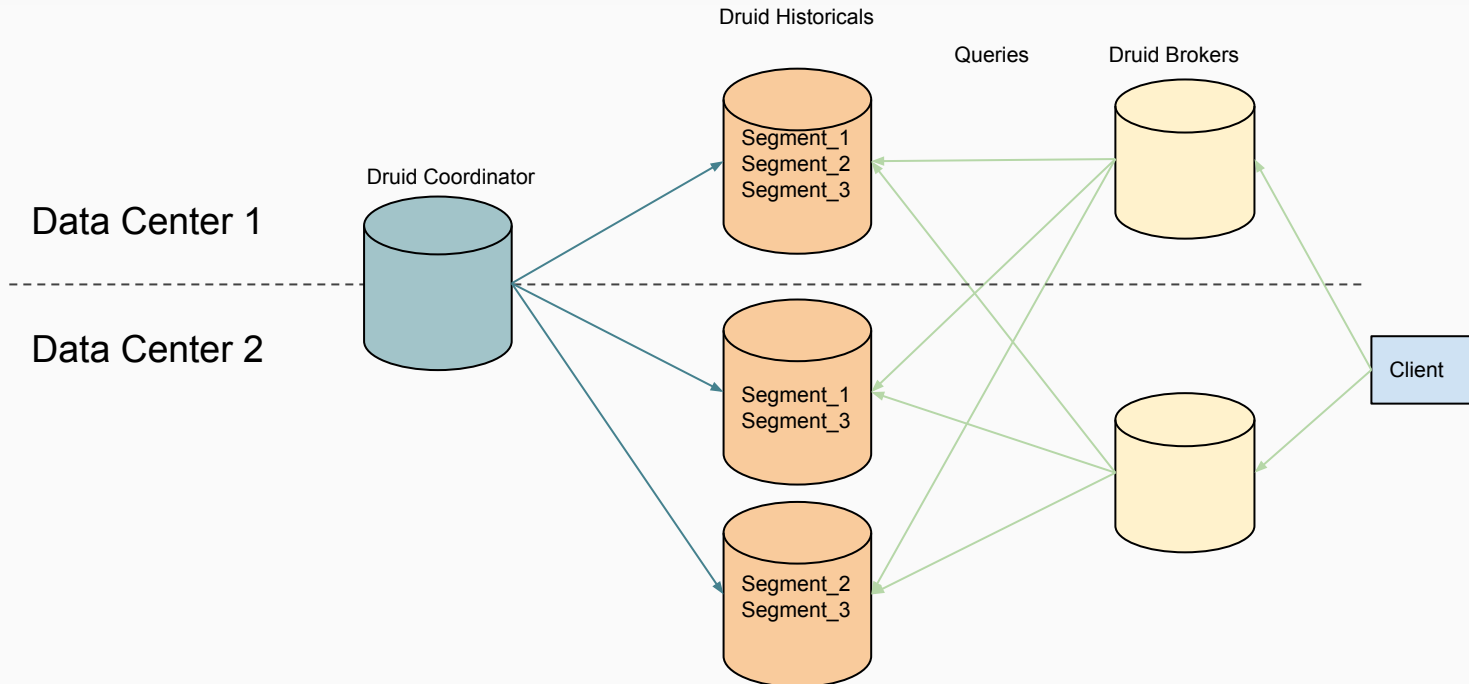 Druid Historicals
Queries
Druid Brokers
Segment_1
Segment_2
Segment_3
Druid Coordinator
Data Center 1
Data Center 2
Segment_1
Segment_3
Client
Segment_2
Segment_3